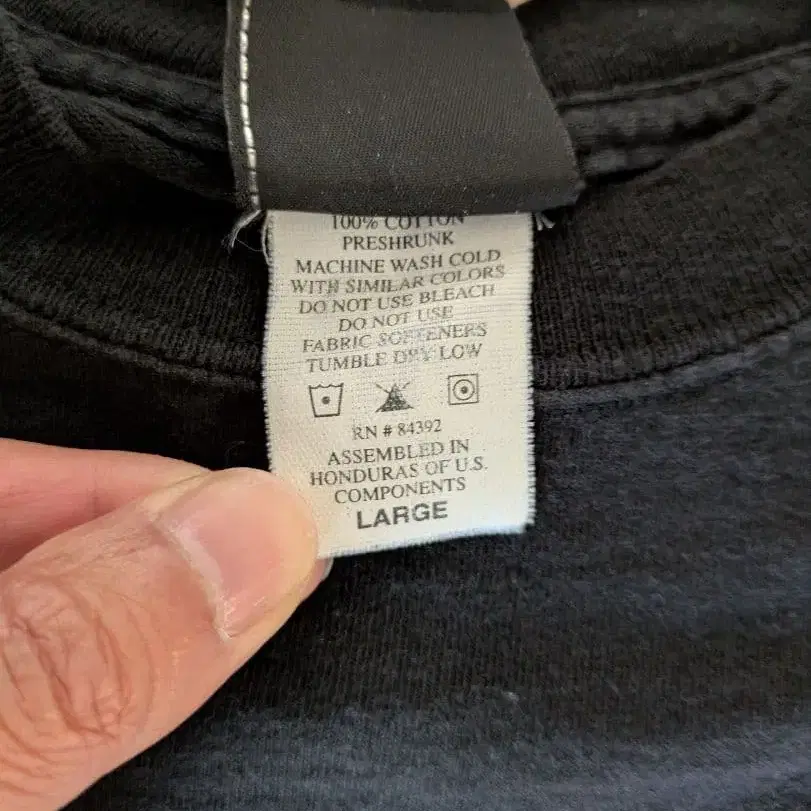 100% COTTON
PRESHRUNK
MACHINE WASH COLD
WITH SIMILAR COLORS
DO NOT USE BLEACH
DO NOT USE
FABRIC SOFTENERS
TUMBLE DRY LOW
RN # 84392
ASSEMBLED IN
HONDURAS OF U.S.
COMPONENTS
LARGE